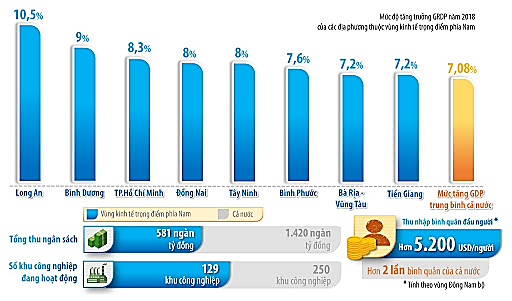 Mức độ tăng trưởng GRDP năm 2018
của các địa phương thuộc vùng kinh tế trọng điểm phía Nam
10,5%
9%
8,3%
8%
8%
7,6%
7,2%
7,2%
7,08%
Long An
Bình Dương
TP.Hồ Chí Minh
Đồng Nai
Tây Ninh
Bình Phước
Bà Rịa –
Vũng Tàu
Tiền Giang
Mức tăng GDP
trung bình cả nước
Vùng kinh tế trọng điểm phía Nam
Cả nước
Tổng thu ngân sách
581 ngàn
tỷ đồng
1.420 ngàn
tỷ đồng
Số khu công nghiệp
đang hoạt động
129
khu công nghiệp
250
khu công nghiệp
Thu nhập bình quân đầu người *
Hơn 5.200 USD/người
Hơn 2 lần bình quân của cả nước
* Tính theo vùng Đông Nam bộ